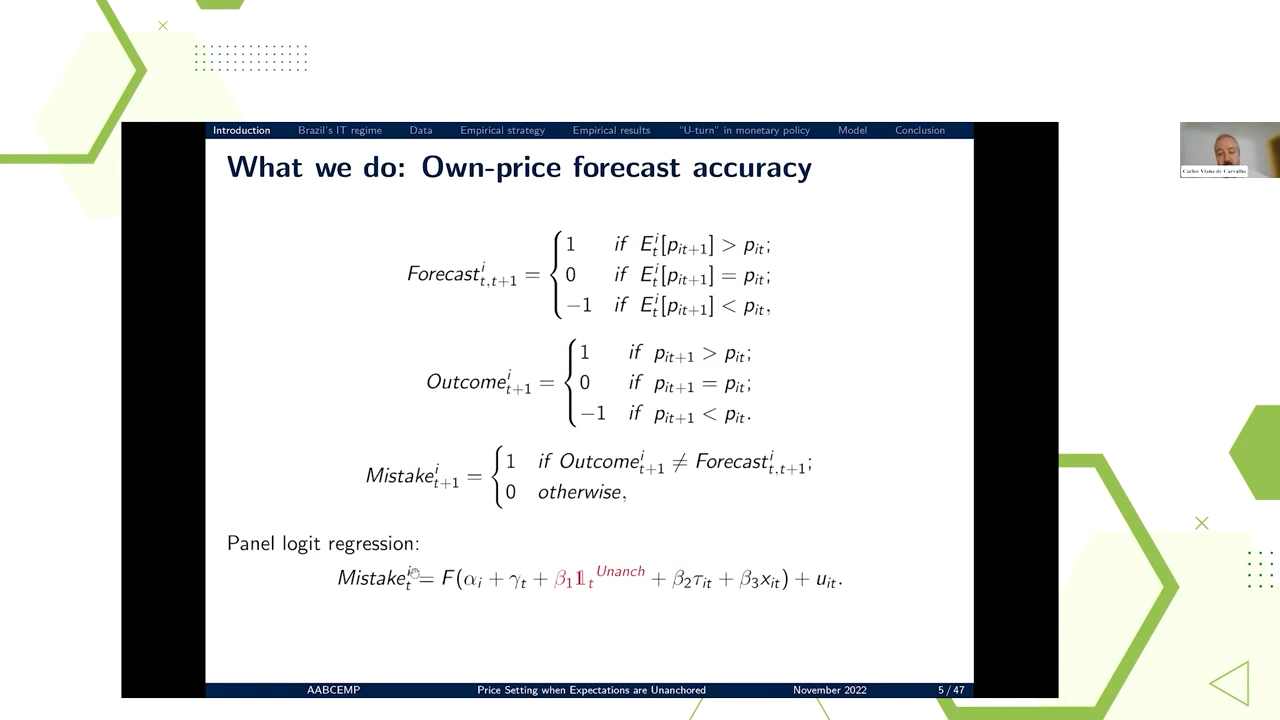 Introduction Brazil's IT regime Data Empirical strategy Empirical results "U-turn" in monetary policy Model Conclusion
What we do: Own-price forecast accuracy
Forecast^i_{t,t+1} = { 1 if E^i_t[p_{it+1}] > p_{it};
0 if E^i_t[p_{it+1}] = p_{it};
−1 if E^i_t[p_{it+1}] < p_{it},
Outcome^i_{t+1} = { 1 if p_{it+1} > p_{it};
0 if p_{it+1} = p_{it};
−1 if p_{it+1} < p_{it}.
Mistake^i_{t+1} = { 1 if Outcome^i_{t+1} ≠ Forecast^i_{t,t+1};
0 otherwise,
Panel logit regression:
Mistake^i_t = F(α_i + γ_t + β_1 𝟙_t^{Unanch} + β_2 τ_{it} + β_3 x_{it}) + u_{it}.
AABCEMP Price Setting when Expectations are Unanchored November 2022 5 / 47
Carlos Viana de Carvalho